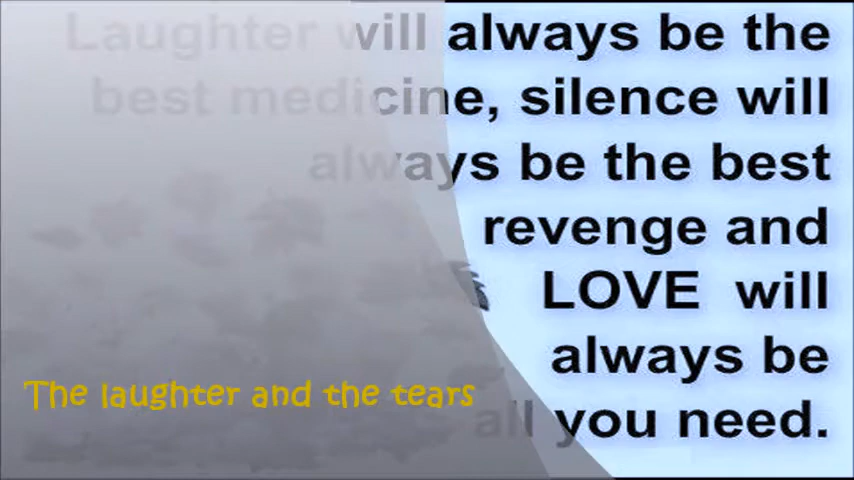 Laughter will always be the
best medicine, silence will
always be the best
revenge and
LOVE will
always be
all you need.
The laughter and the tears